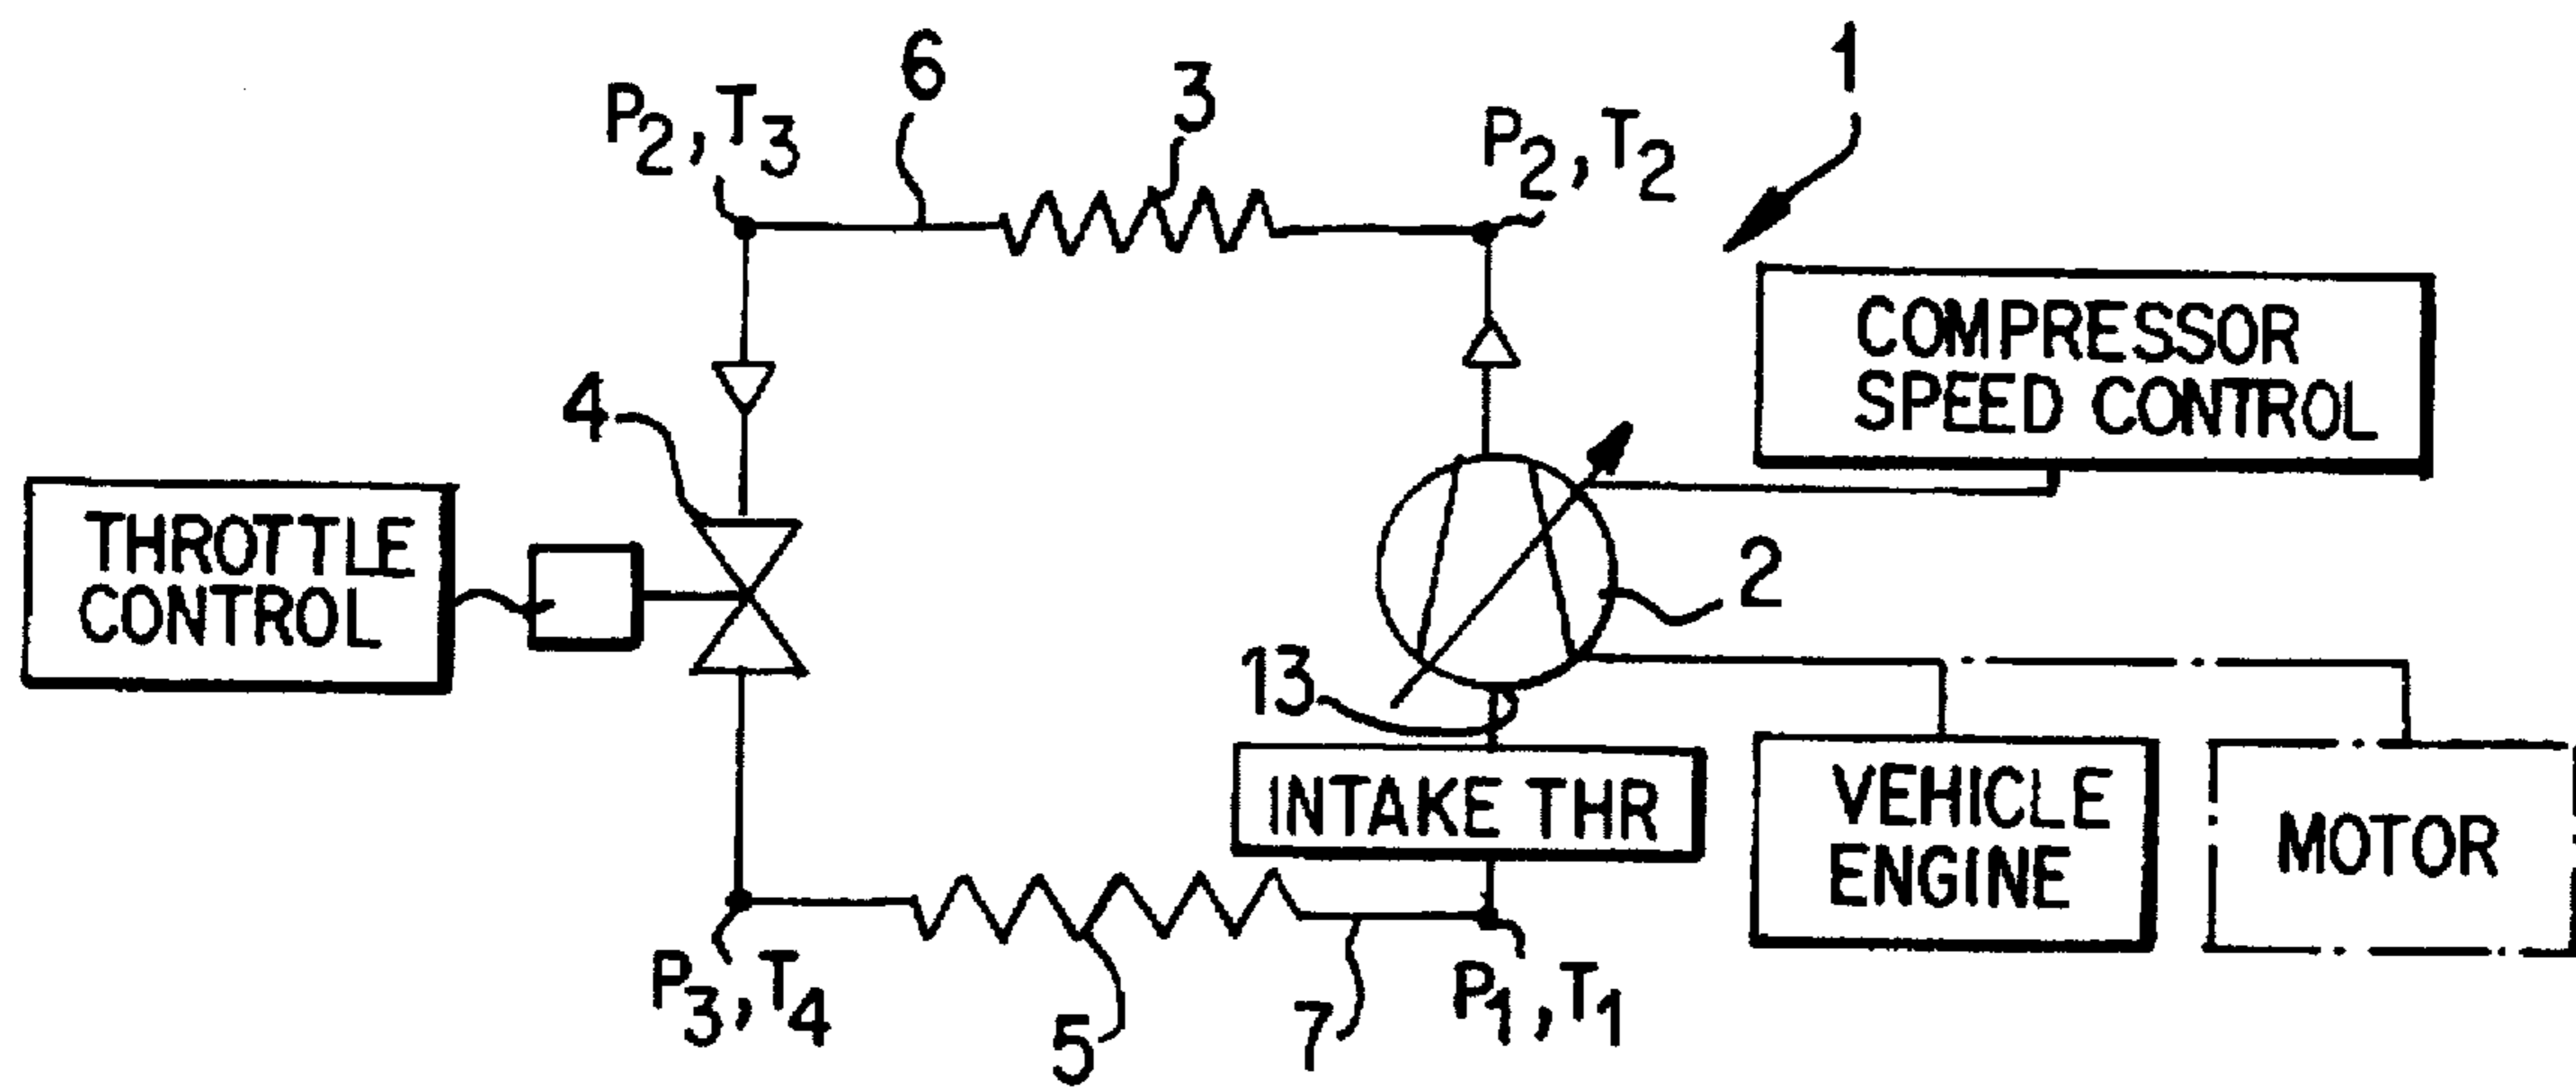 1
6
3
P2, T3
P2, T2
COMPRESSOR
SPEED CONTROL
4
THROTTLE
CONTROL
2
13
INTAKE THR
VEHICLE
ENGINE
MOTOR
P3, T4
5
7
P1, T1